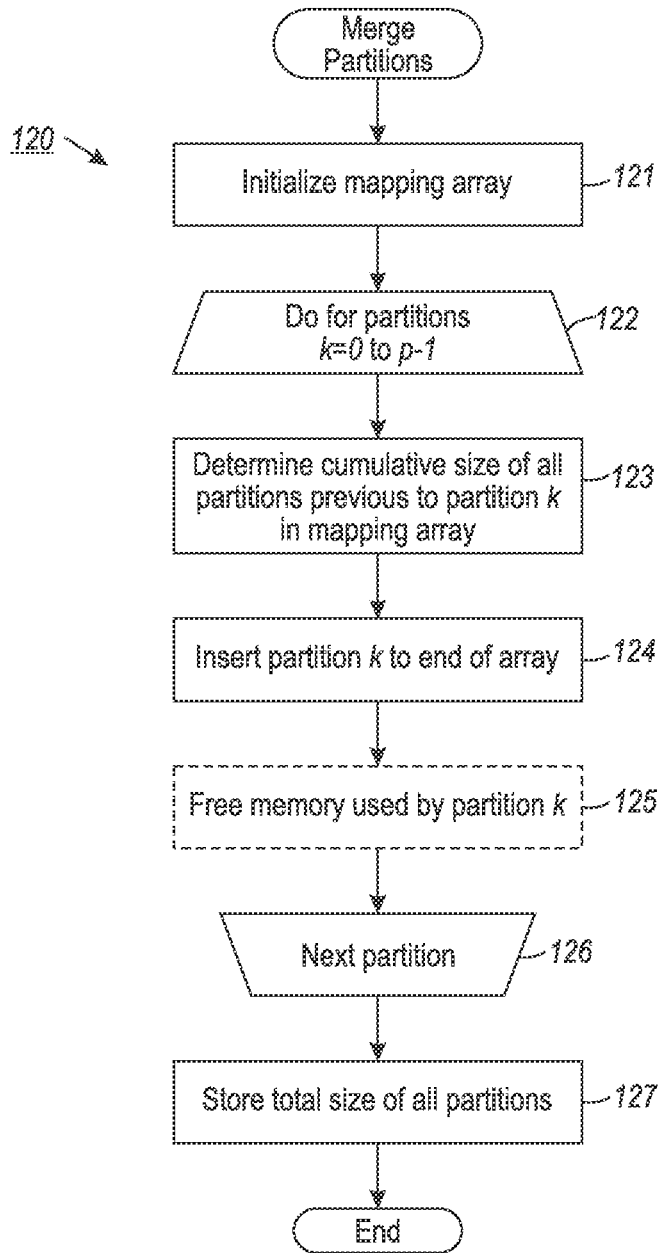 Merge
Partitions
120
Initialize mapping array
121
Do for partitions
k=0 to p-1
122
Determine cumulative size of all
partitions previous to partition k
in mapping array
123
Insert partition k to end of array
124
Free memory used by partition k
125
Next partition
126
Store total size of all partitions
127
End